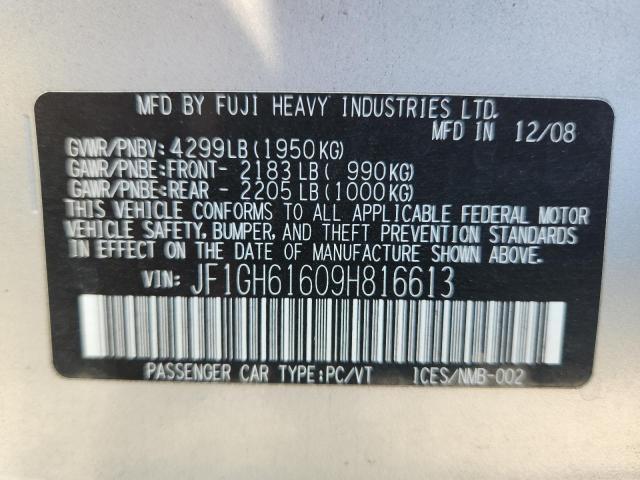 MFD BY FUJI HEAVY INDUSTRIES LTD.
MFD IN 12/08
GVWR/PNBV: 4299LB (1950KG)
GAWR/PNBE:FRONT- 2183 LB ( 990KG)
GAWR/PNBE:REAR - 2205 LB (1000KG)
THIS VEHICLE CONFORMS TO ALL APPLICABLE FEDERAL MOTOR
VEHICLE SAFETY, BUMPER, AND THEFT PREVENTION STANDARDS
IN EFFECT ON THE DATE OF MANUFACTURE SHOWN ABOVE.
VIN: JF1GH61609H816613
PASSENGER CAR TYPE:PC/VT ICES/NMB-002